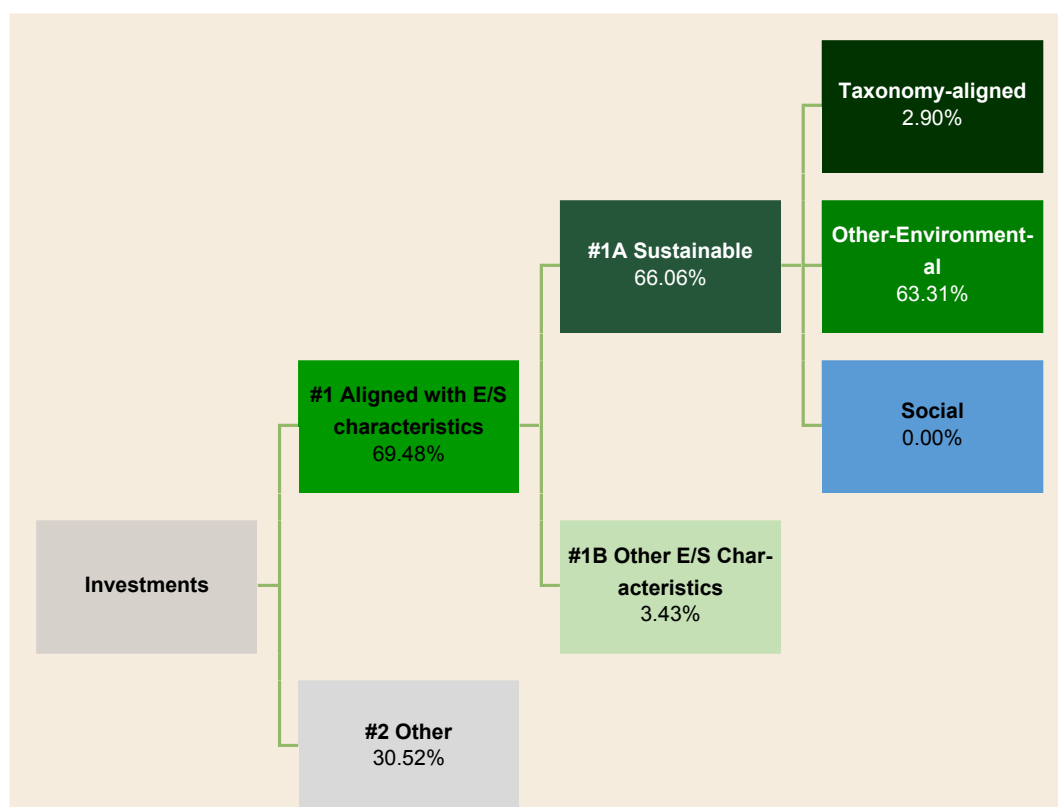 Taxonomy-aligned
2.90%
#1A Sustainable
66.06%
Other-Environment-
al
63.31%
#1 Aligned with E/S
characteristics
69.48%
Social
0.00%
Investments
#1B Other E/S Char-
acteristics
3.43%
#2 Other
30.52%